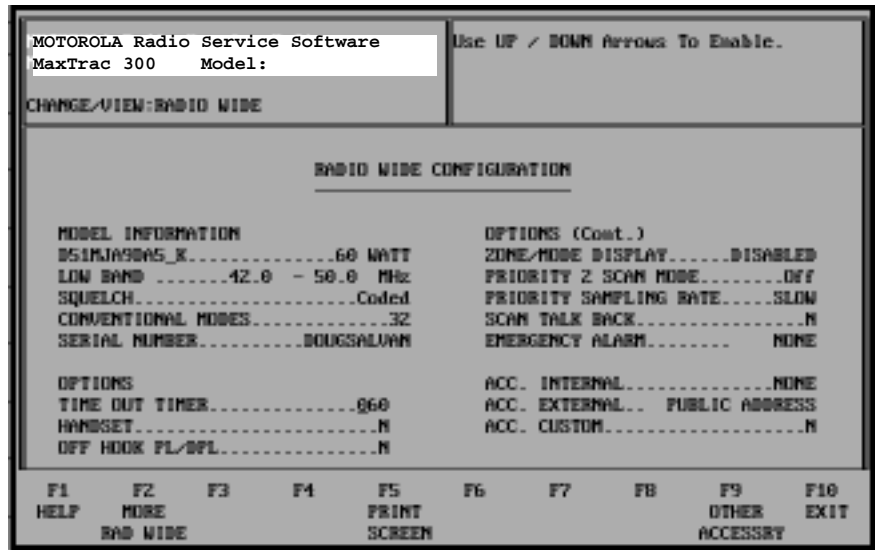 MOTOROLA Radio Service Software
MaxTrac 300 Model:
CHANGE/VIEW:RADIO WIDE
Use UP / DOWN Arrows To Enable.
RADIO WIDE CONFIGURATION
MODEL INFORMATION
D51MJA9DA5_K...............60 WATT
LOW BAND .......42.0 - 50.0 MHz
SQUELCH.......................Coded
CONVENTIONAL MODES..............32
SERIAL NUMBER...........DOUGSALVAN
OPTIONS
TIME OUT TIMER...............060
HANDSET.........................N
OFF HOOK PL/DPL................N
OPTIONS (Cont.)
ZONE/MODE DISPLAY......DISABLED
PRIORITY 2 SCAN MODE........Off
PRIORITY SAMPLING RATE.....SLOW
SCAN TALK BACK................N
EMERGENCY ALARM........ NONE
ACC. INTERNAL...............NONE
ACC. EXTERNAL.. PUBLIC ADDRESS
ACC. CUSTOM...................N
F1 F2 F3 F4 F5 F6 F7 F8 F9 F10
HELP MORE PRINT OTHER EXIT
RAD WIDE SCREEN ACCESSRY